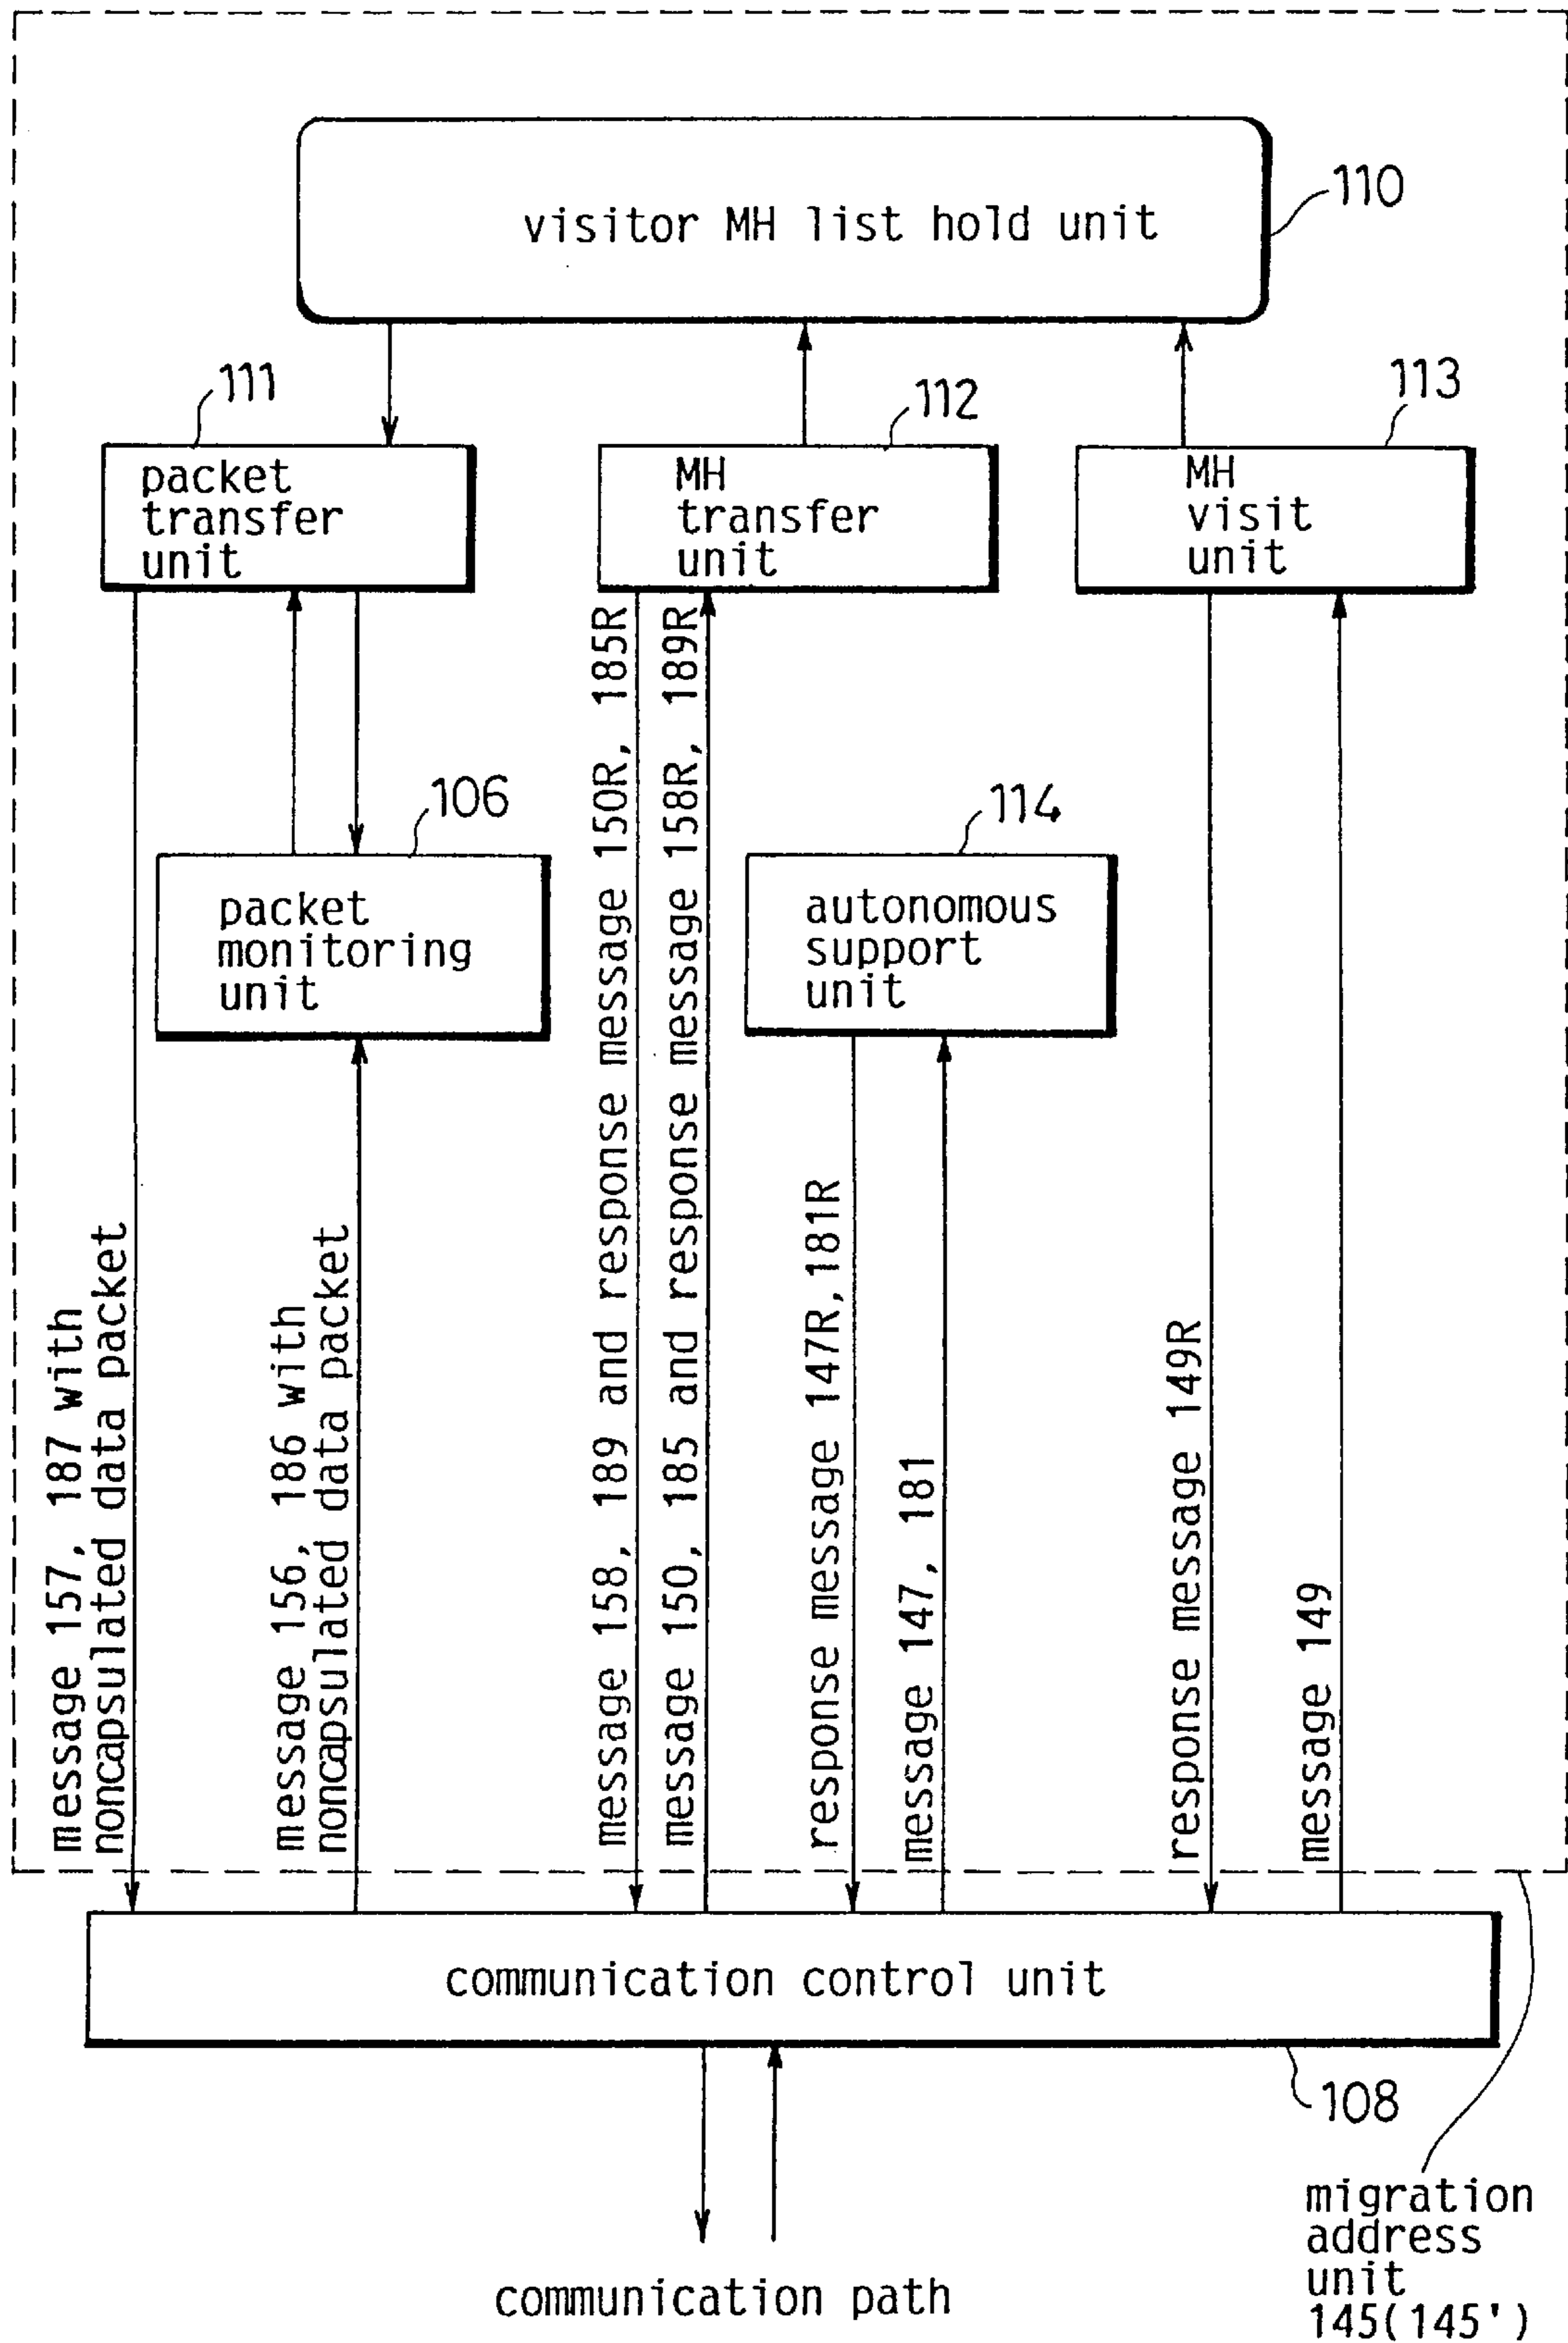 visitor MH list hold unit
110
111
112
113
packet
transfer
unit
MH
transfer
unit
MH
visit
unit
106
114
packet
monitoring
unit
autonomous
support
unit
message 157, 187 with
noncapsulated data packet
message 156, 186 with
noncapsulated data packet
message 158, 189 and response message 150R, 185R
message 150, 185 and response message 158R, 189R
response message 147R,181R
message 147, 181
response message 149R
message 149
communication control unit
108
communication path
migration
address
unit
145(145')